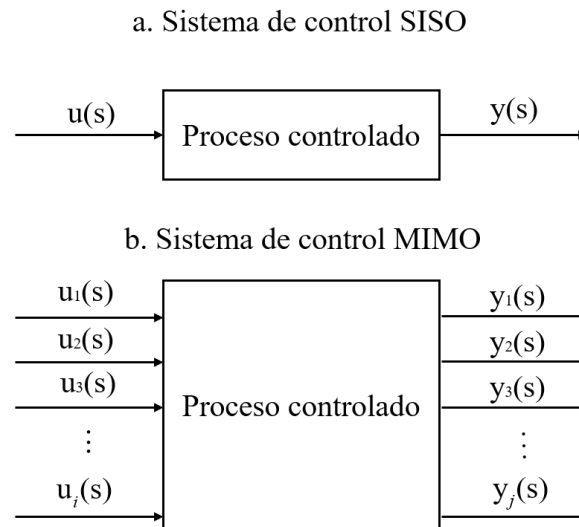 a. Sistema de control SISO
u(s)
Proceso controlado
y(s)
b. Sistema de control MIMO
u₁(s)
u₂(s)
u₃(s)
⋮
uᵢ(s)
Proceso controlado
y₁(s)
y₂(s)
y₃(s)
⋮
yⱼ(s)